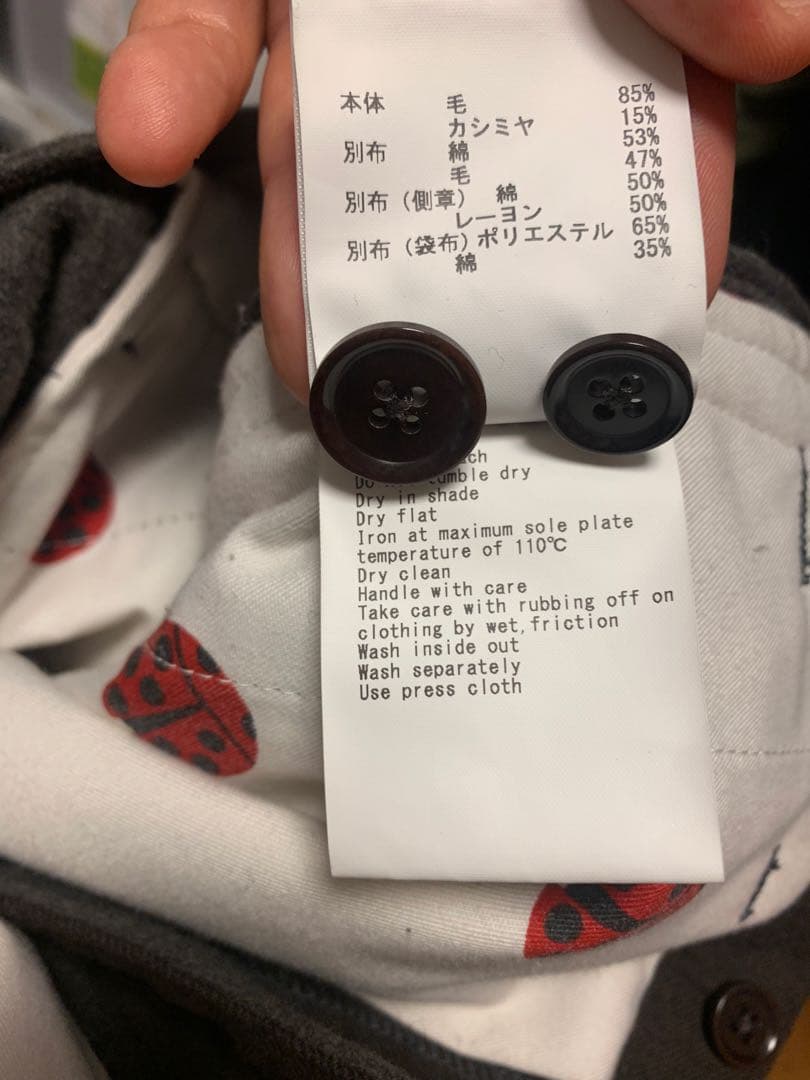 本体 毛 85%
カシミヤ 15%
別布 綿 53%
毛 47%
別布(側章) 綿 50%
レーヨン 50%
別布(袋布)ポリエステル 65%
綿 35%
tumble dry
Dry in shade
Dry flat
Iron at maximum sole plate
temperature of 110℃
Dry clean
Handle with care
Take care with rubbing off on
clothing by wet,friction
Wash inside out
Wash separately
Use press cloth